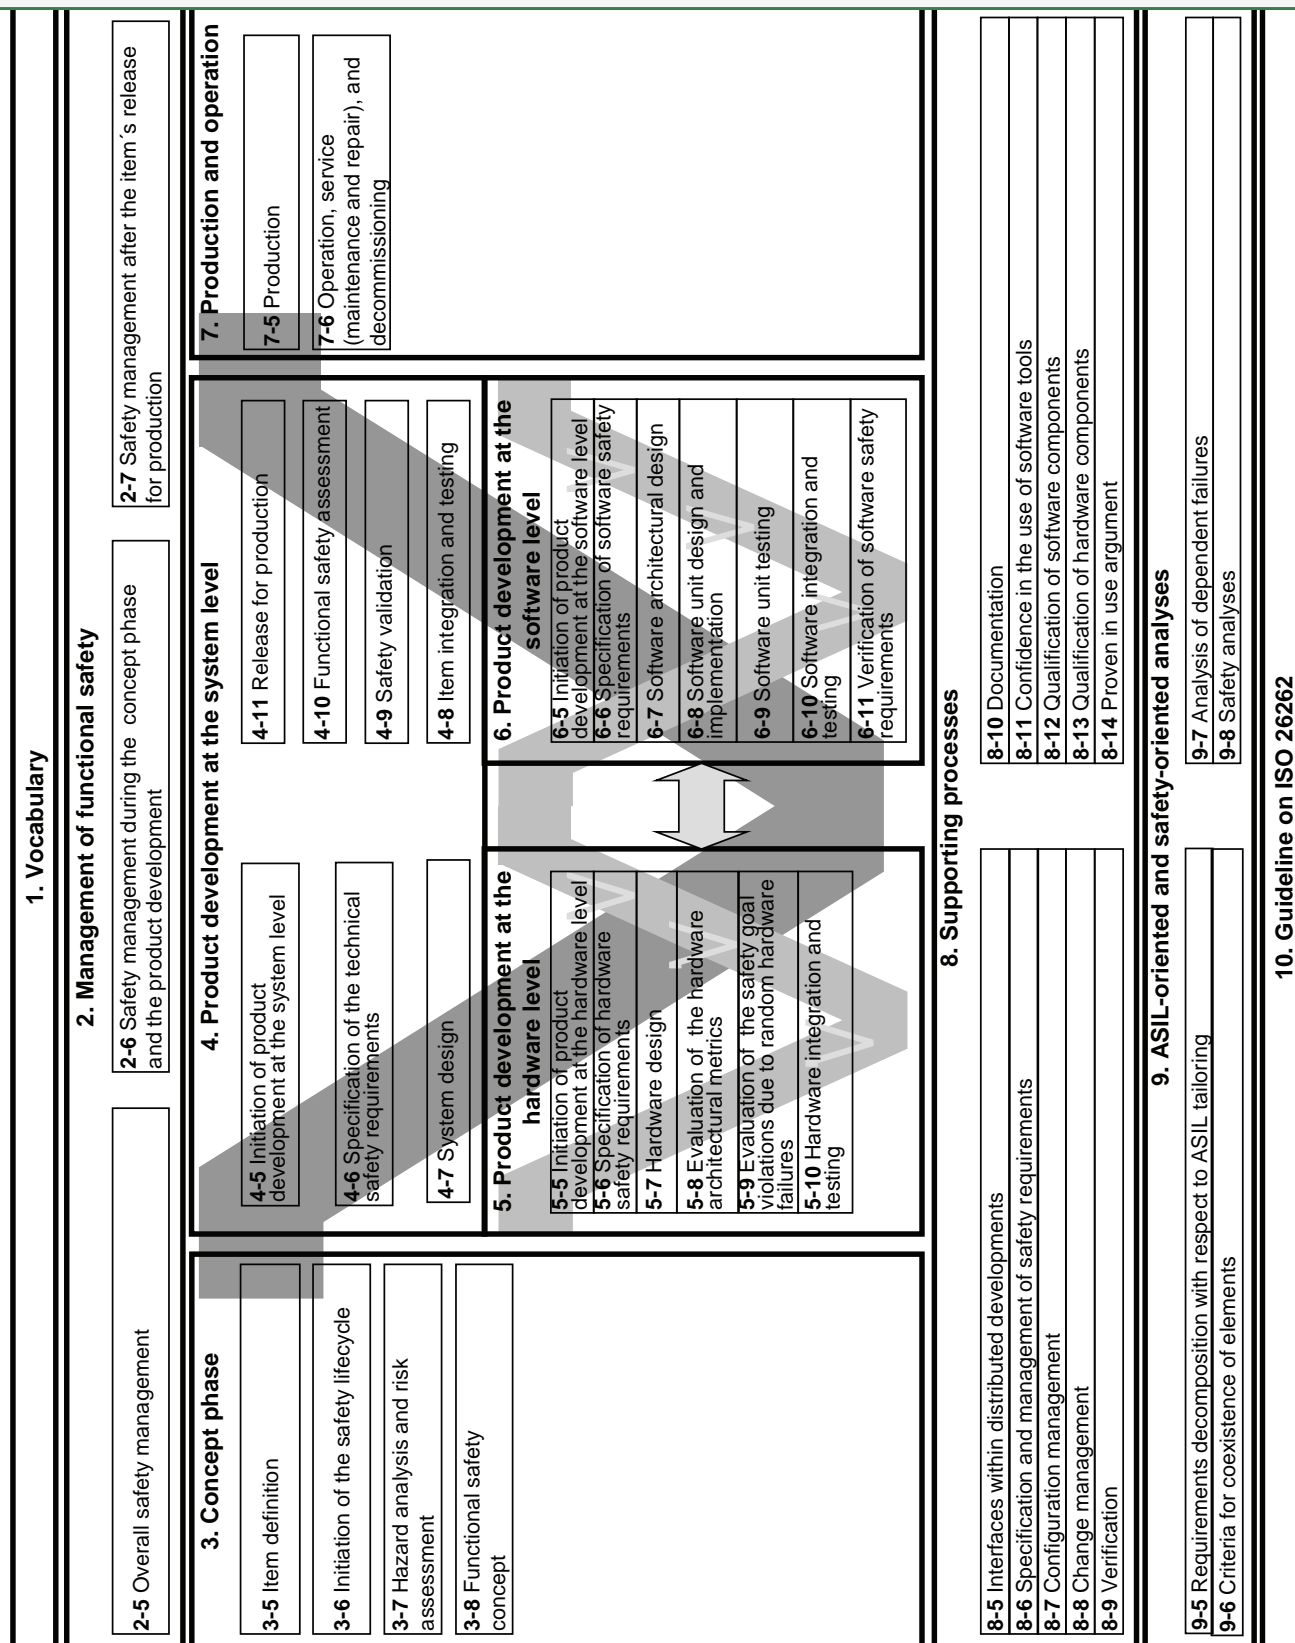 1. Vocabulary
2. Management of functional safety
2-5 Overall safety management
2-6 Safety management during the concept phase
and the product development
2-7 Safety management after the item´s release
for production
3. Concept phase
3-5 Item definition
3-6 Initiation of the safety lifecycle
3-7 Hazard analysis and risk
assessment
3-8 Functional safety
concept
4. Product development at the system level
4-5 Initiation of product
development at the system level
4-6 Specification of the technical
safety requirements
4-7 System design
4-11 Release for production
4-10 Functional safety assessment
4-9 Safety validation
4-8 Item integration and testing
7. Production and operation
7-5 Production
7-6 Operation, service
(maintenance and repair), and
decommissioning
5. Product development at the
hardware level
5-5 Initiation of product
development at the hardware level
5-6 Specification of hardware
safety requirements
5-7 Hardware design
5-8 Evaluation of the hardware
architectural metrics
5-9 Evaluation of the safety goal
violations due to random hardware
failures
5-10 Hardware integration and
testing
6. Product development at the
software level
6-5 Initiation of product
development at the software level
6-6 Specification of software safety
requirements
6-7 Software architectural design
6-8 Software unit design and
implementation
6-9 Software unit testing
6-10 Software integration and
testing
6-11 Verification of software safety
requirements
8. Supporting processes
8-5 Interfaces within distributed developments
8-6 Specification and management of safety requirements
8-7 Configuration management
8-8 Change management
8-9 Verification
8-10 Documentation
8-11 Confidence in the use of software tools
8-12 Qualification of software components
8-13 Qualification of hardware components
8-14 Proven in use argument
9. ASIL-oriented and safety-oriented analyses
9-5 Requirements decomposition with respect to ASIL tailoring
9-6 Criteria for coexistence of elements
9-7 Analysis of dependent failures
9-8 Safety analyses
10. Guideline on ISO 26262